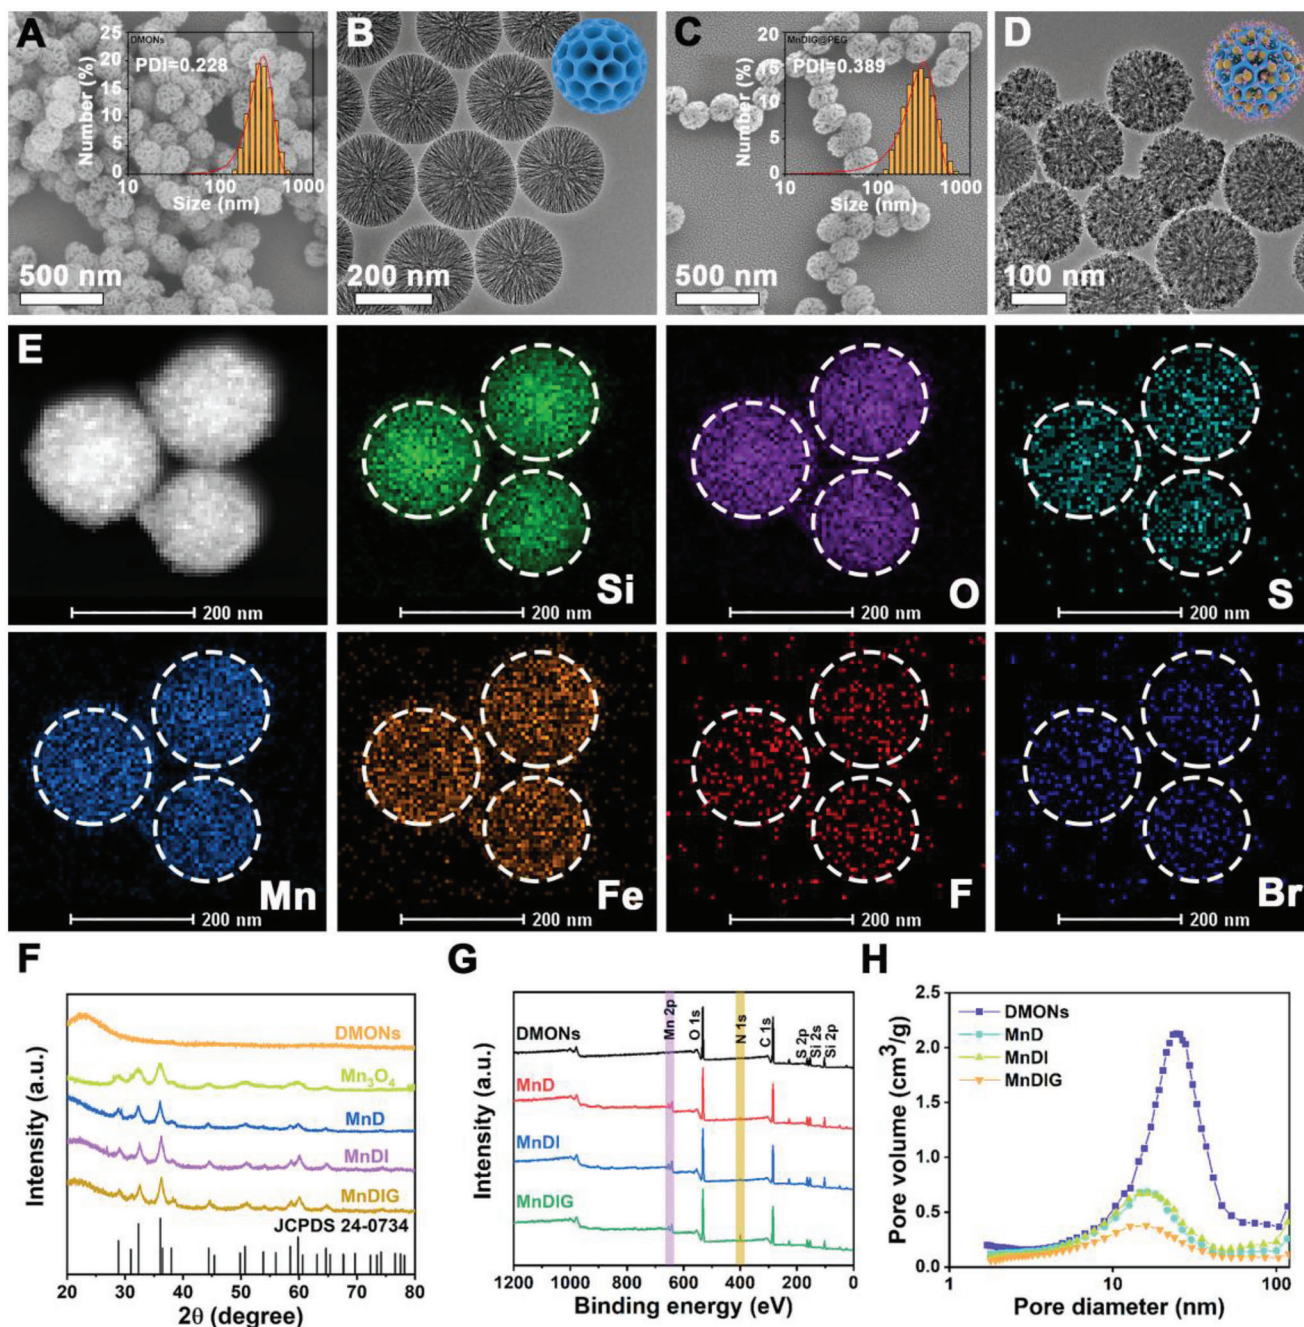 A
DMONs
PDI=0.228
Number (%)
25
20
15
10
5
0
10
100
1000
Size (nm)
500 nm
B
200 nm
C
MnDIG@PEG
PDI=0.389
Number (%)
20
15
10
5
0
10
100
1000
Size (nm)
500 nm
D
100 nm
E
200 nm
Si
200 nm
O
200 nm
S
200 nm
Mn
200 nm
Fe
200 nm
F
200 nm
Br
200 nm
F
Intensity (a.u.)
DMONs
Mn₃O₄
MnD
MnDI
MnDIG
JCPDS 24-0734
20 30 40 50 60 70 80
2θ (degree)
G
Intensity (a.u.)
DMONs
MnD
MnDI
MnDIG
Mn 2p
O 1s
N 1s
C 1s
S 2p
Si 2s
Si 2p
1200 1000 800 600 400 200 0
Binding energy (eV)
H
Pore volume (cm³/g)
2.5
2.0
1.5
1.0
0.5
0.0
DMONs
MnD
MnDI
MnDIG
1 10 100
Pore diameter (nm)